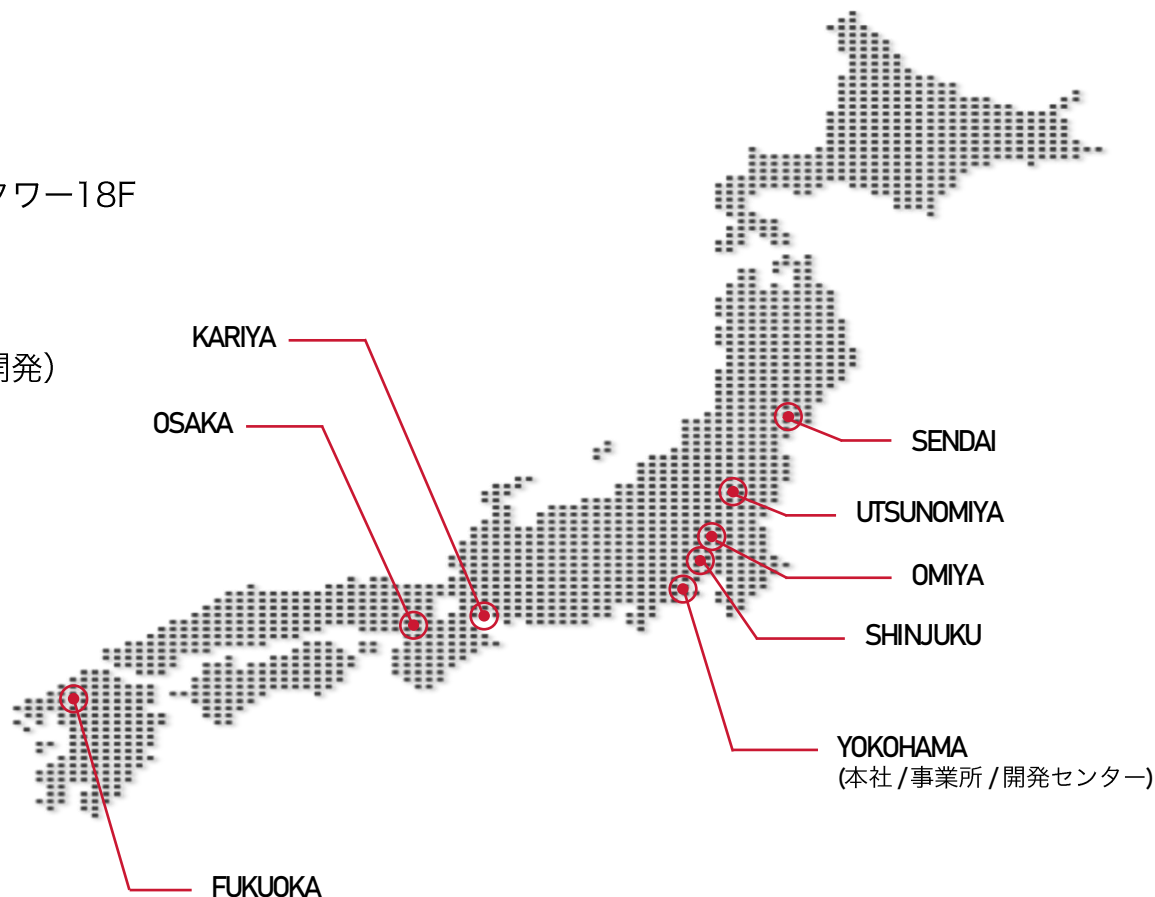 タワー18F
開発）
KARIYA
OSAKA
SENDAI
UTSUNOMIYA
OMIYA
SHINJUKU
YOKOHAMA
(本社 / 事業所 / 開発センター)
FUKUOKA